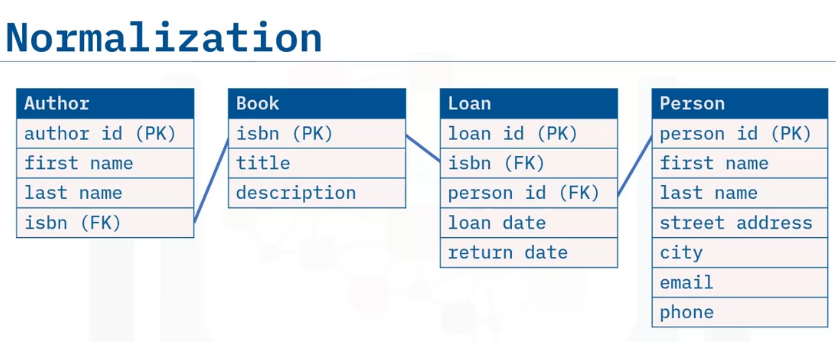 Normalization
Author
author id (PK)
first name
last name
isbn (FK)
Book
isbn (PK)
title
description
Loan
loan id (PK)
isbn (FK)
person id (FK)
loan date
return date
Person
person id (PK)
first name
last name
street address
city
email
phone